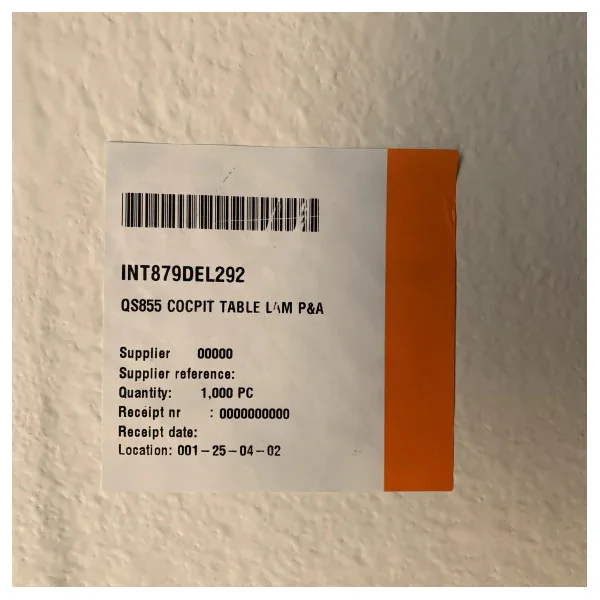 INT879DEL292
QS855 COCPIT TABLE LAM P&A
Supplier 00000
Supplier reference:
Quantity: 1,000 PC
Receipt nr : 0000000000
Receipt date:
Location: 001-25-04-02